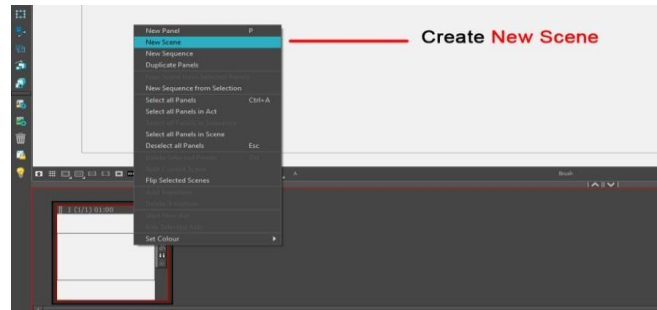 New Panel P
New Scene
New Sequence
Duplicate Panels
New Sequence from Selection
Select all Panels Ctrl+A
Select all Panels in Act
Select all Panels in Scene
Deselect all Panels Esc
Flip Selected Scenes
Set Colour
Create New Scene
Brush
1 (1/1) 01:00